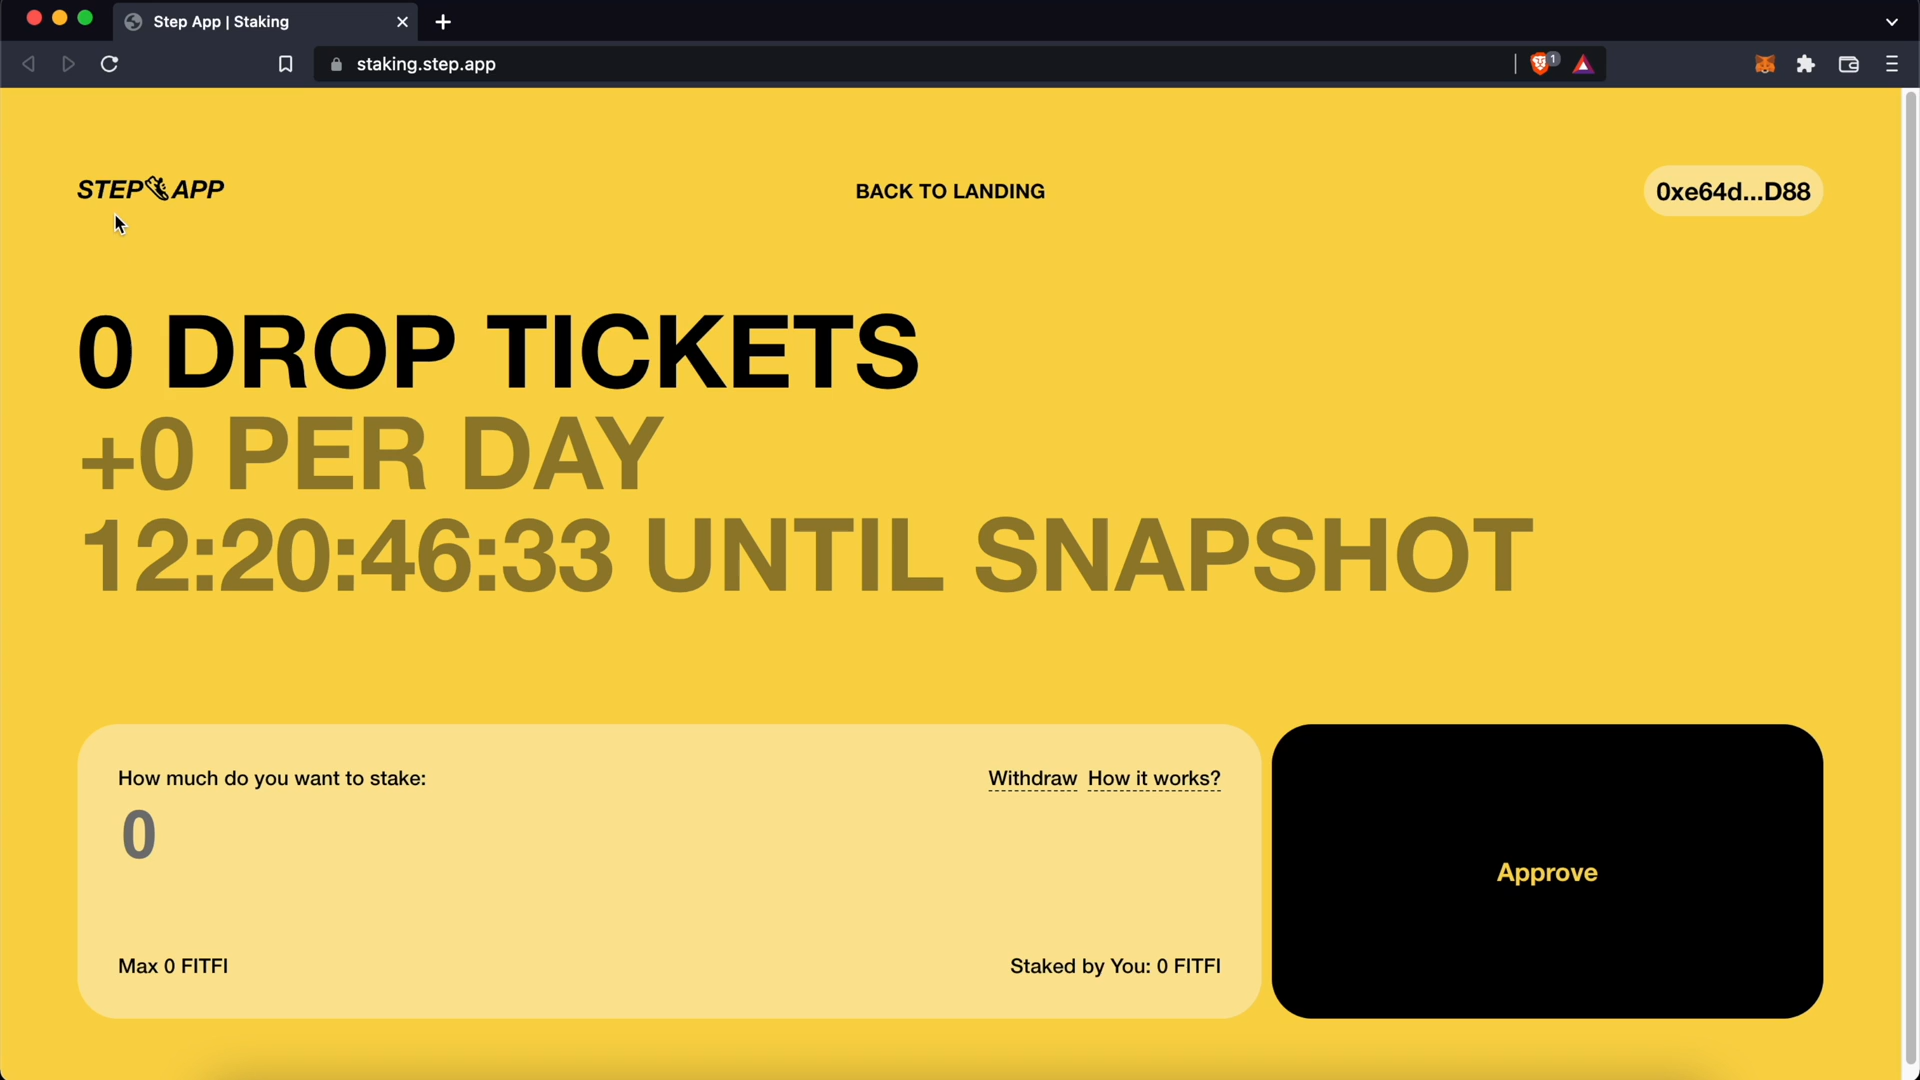 Step App | Staking
staking.step.app
1
STEP APP
BACK TO LANDING
0xe64d...D88
0 DROP TICKETS
+0 PER DAY
12:20:46:33 UNTIL SNAPSHOT
How much do you want to stake:
Withdraw How it works?
0
Approve
Max 0 FITFI
Staked by You: 0 FITFI